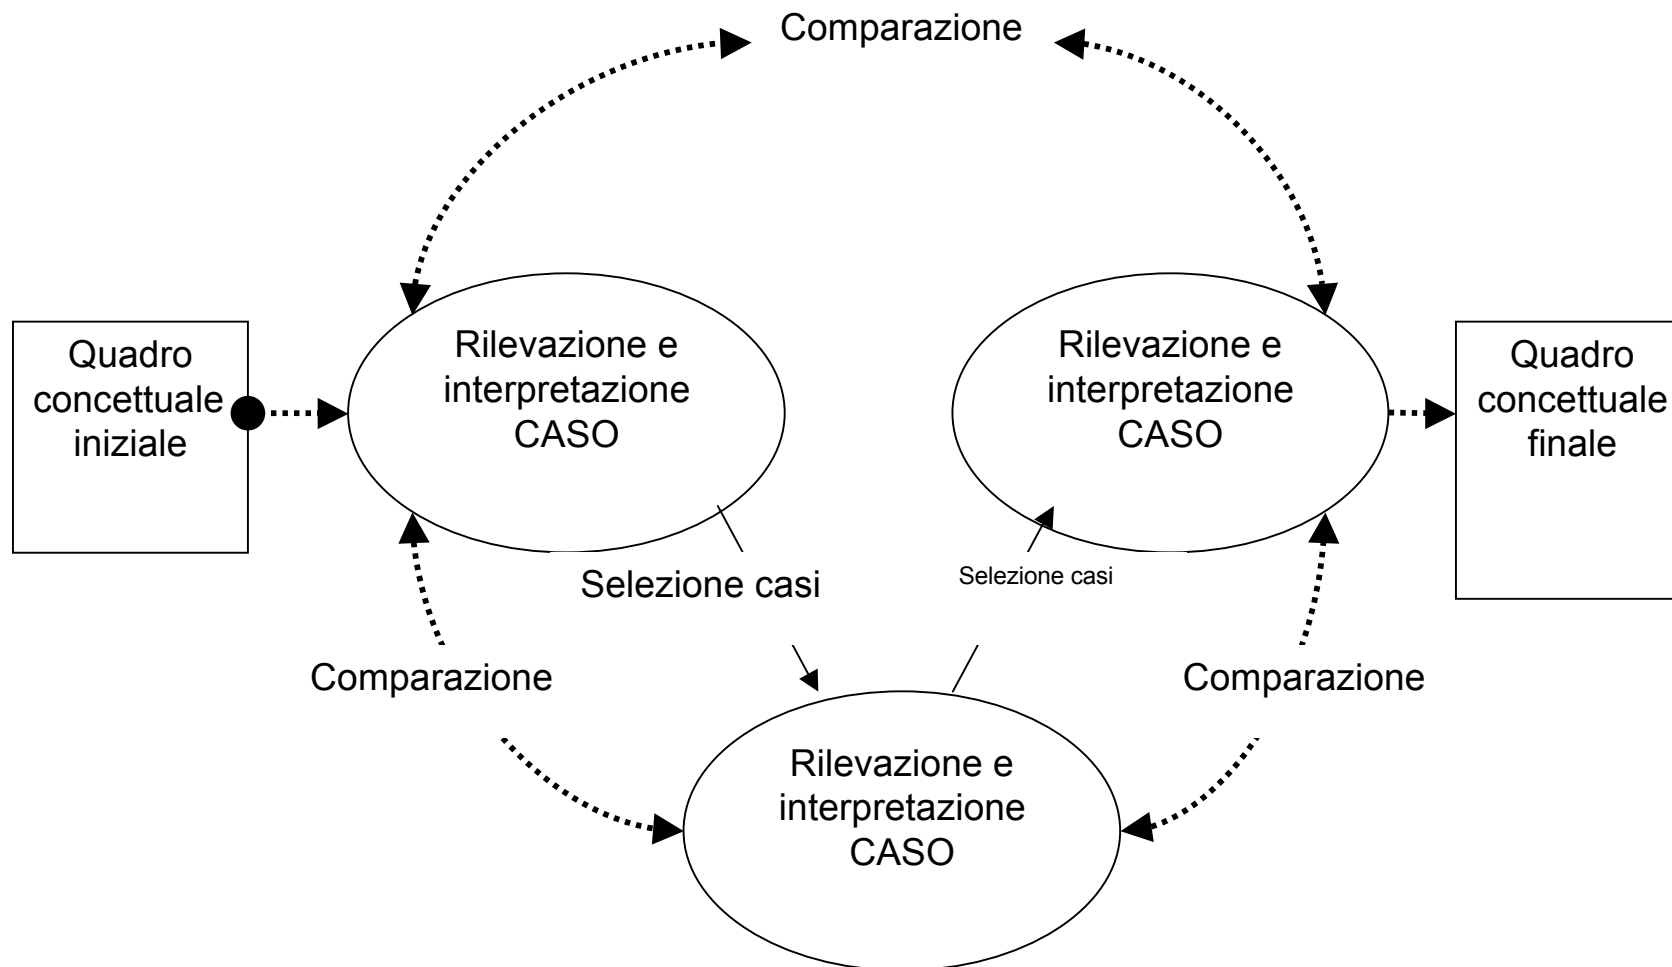 Comparazione
Quadro
concettuale
iniziale
Rilevazione e
interpretazione
CASO
Rilevazione e
interpretazione
CASO
Quadro
concettuale
finale
Selezione casi
Selezione casi
Comparazione
Comparazione
Rilevazione e
interpretazione
CASO